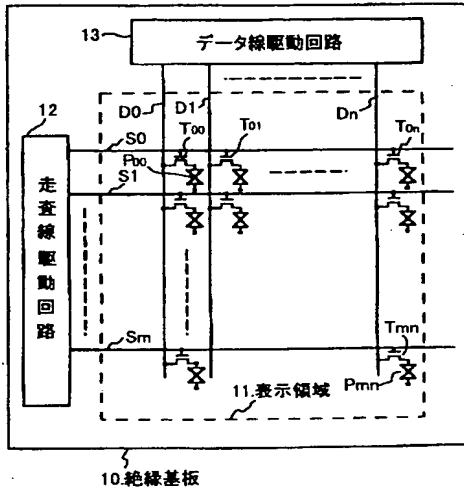 13
データ線駆動回路
12
D0
D1
Dn
S0
T00
T01
T0n
P00
S1
走査線駆動回路
Sm
Tmn
Pmn
11.表示領域
10.絶縁基板